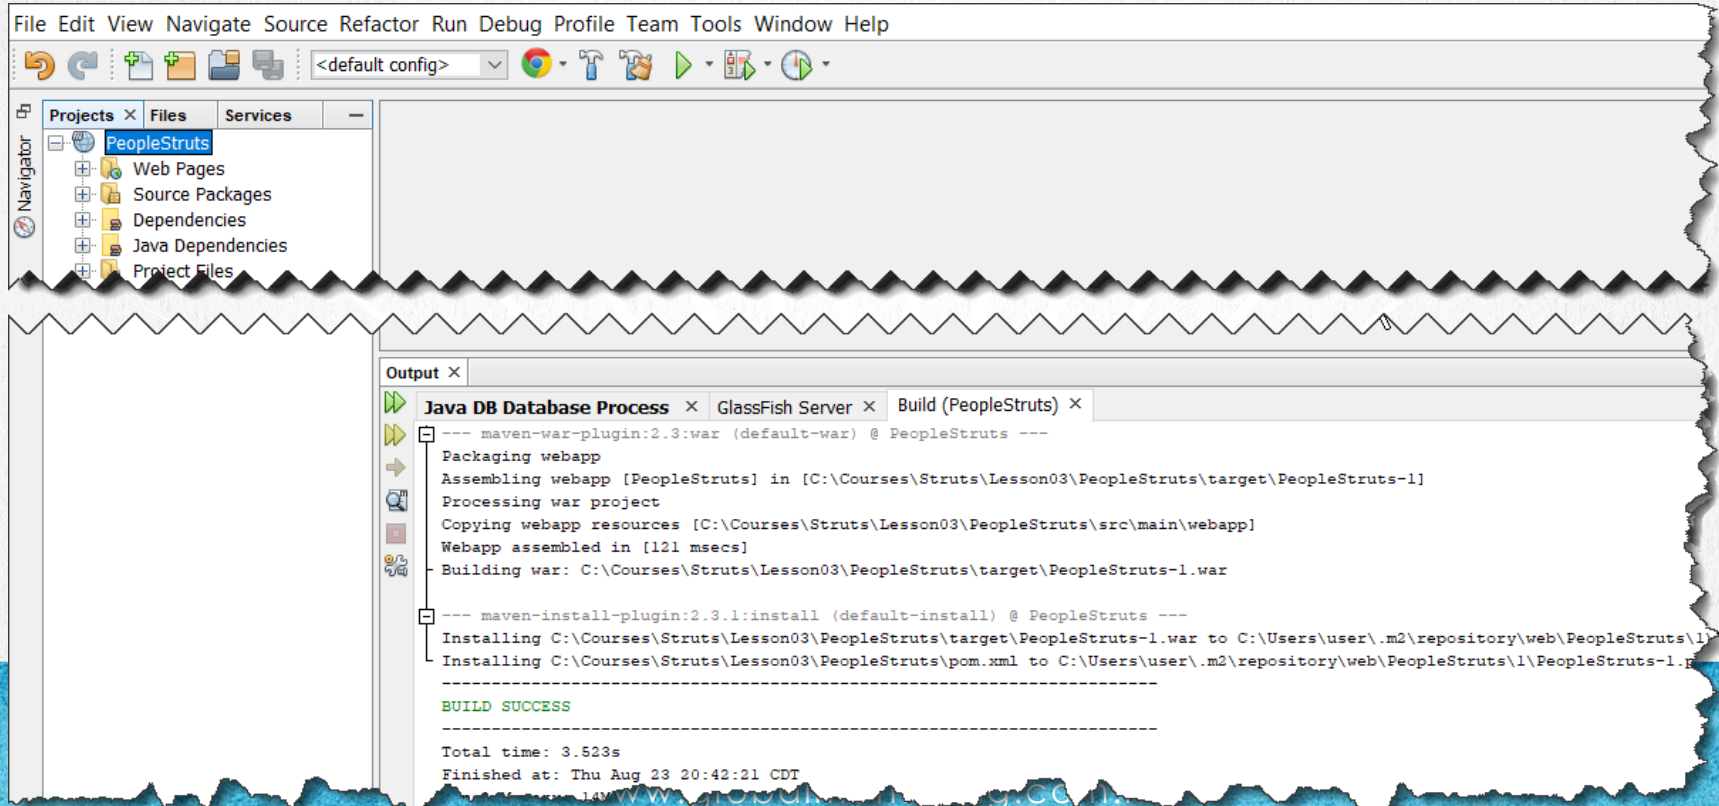 File Edit View Navigate Source Refactor Run Debug Profile Team Tools Window Help
<default config>
Projects Files Services
Navigator
PeopleStruts
Web Pages
Source Packages
Dependencies
Java Dependencies
Project Files
Output
Java DB Database Process GlassFish Server Build (PeopleStruts)
--- maven-war-plugin:2.3:war (default-war) @ PeopleStruts ---
Packaging webapp
Assembling webapp [PeopleStruts] in [C:\Courses\Struts\Lesson03\PeopleStruts\target\PeopleStruts-1]
Processing war project
Copying webapp resources [C:\Courses\Struts\Lesson03\PeopleStruts\src\main\webapp]
Webapp assembled in [121 msecs]
Building war: C:\Courses\Struts\Lesson03\PeopleStruts\target\PeopleStruts-1.war
--- maven-install-plugin:2.3.1:install (default-install) @ PeopleStruts ---
Installing C:\Courses\Struts\Lesson03\PeopleStruts\target\PeopleStruts-1.war to C:\Users\user\.m2\repository\web\PeopleStruts\1\
Installing C:\Courses\Struts\Lesson03\PeopleStruts\pom.xml to C:\Users\user\.m2\repository\web\PeopleStruts\1\PeopleStruts-1.p
------------------------------------------------------------------------
BUILD SUCCESS
------------------------------------------------------------------------
Total time: 3.523s
Finished at: Thu Aug 23 20:42:21 CDT